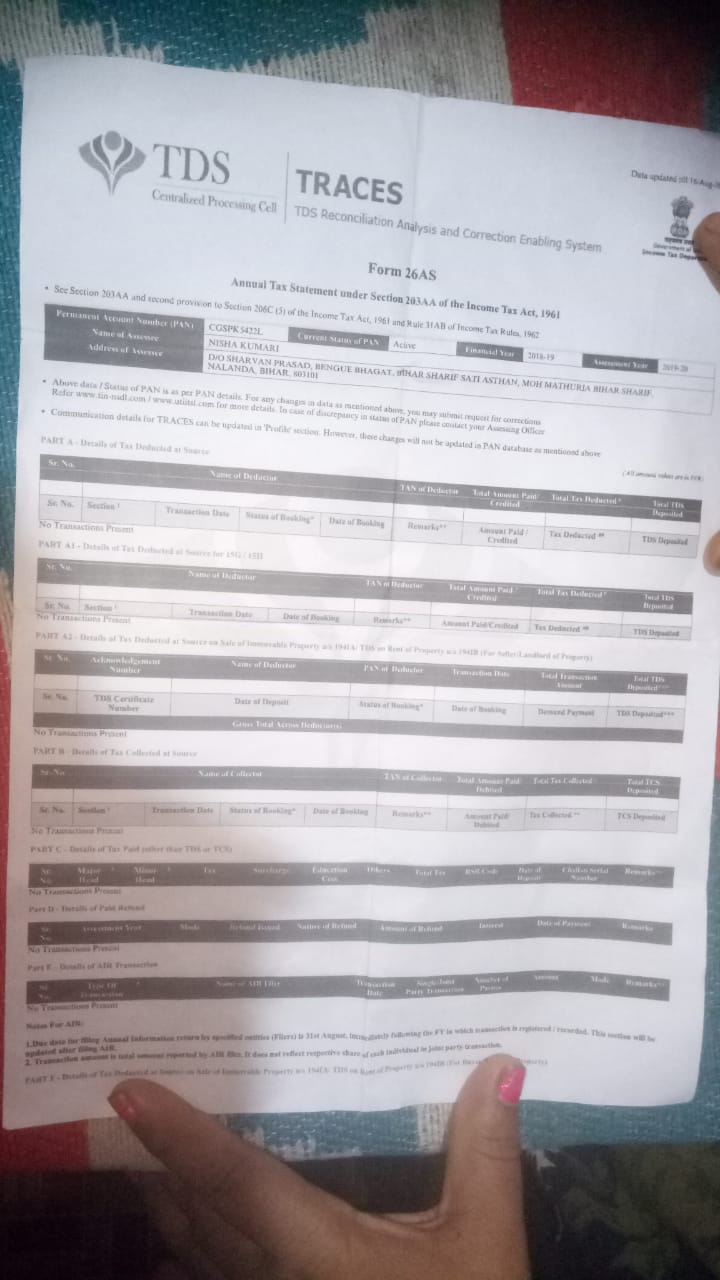 TDS
Centralized Processing Cell
TRACES
TDS Reconciliation Analysis and Correction Enabling System
Data updated till 16-Aug-
Government of
Income Tax Depar
Form 26AS
Annual Tax Statement under Section 203AA of the Income Tax Act, 1961
• See Section 203AA and second provision to Section 206C (5) of the Income Tax Act, 1961 and Rule 31AB of Income Tax Rules, 1962
Permanent Account Number (PAN) CGSPK5422L Current Status of PAN Active Financial Year 2018-19 Assessment Year 2019-20
Name of Assessee NISHA KUMARI
Address of Assessee D/O SHARVAN PRASAD, BENGUE BHAGAT, BIHAR SHARIF SATI ASTHAN, MOH MATHURIA BIHAR SHARIF,
NALANDA, BIHAR, 803101
• Above data / Status of PAN is as per PAN details. For any changes in data as mentioned above, you may submit request for corrections
Refer www.tin-nsdl.com / www.utiitsl.com for more details. In case of discrepancy in status of PAN please contact your Assessing Officer
• Communication details for TRACES can be updated in 'Profile' section. However, these changes will not be updated in PAN database as mentioned above
(All amount values are in INR)
PART A - Details of Tax Deducted at Source
Sr. No. Name of Deductor TAN of Deductor Total Amount Paid/ Credited Total Tax Deducted Total TDS Deposited
Sr. No. Section Transaction Date Status of Booking* Date of Booking Remarks** Amount Paid / Credited Tax Deducted TDS Deposited
No Transactions Present
PART A1 - Details of Tax Deducted at Source for 15G / 15H
Sr. No. Name of Deductor TAN of Deductor Total Amount Paid / Credited Total Tax Deducted Total TDS Deposited
Sr. No. Section Transaction Date Date of Booking Remarks** Amount Paid/Credited Tax Deducted TDS Deposited
No Transactions Present
PART A2 - Details of Tax Deducted at Source on Sale of Immovable Property u/s 194IA/ TDS on Rent of Property u/s 194IB (For Seller/Landlord of Property)
Sr. No. Acknowledgement Number Name of Deductor PAN of Deductor Transaction Date Total Transaction Amount Total TDS Deposited***
Sr. No. TDS Certificate Number Date of Deposit Status of Booking* Date of Booking Demand Payment TDS Deposited***
Gross Total Across Deductor(s)
No Transactions Present
PART B - Details of Tax Collected at Source
Sr. No. Name of Collector TAN of Collector Total Amount Paid/ Debited Total Tax Collected Total TCS Deposited
Sr. No. Section Transaction Date Status of Booking* Date of Booking Remarks** Amount Paid/ Debited Tax Collected TCS Deposited
No Transactions Present
PART C - Details of Tax Paid (other than TDS or TCS)
Sr. No. Major Head Minor Head Tax Surcharge Education Cess Others Total Tax BSR Code Date of Deposit Challan Serial Number Remarks**
No Transactions Present
Part D - Details of Paid Refund
Sr. No. Assessment Year Mode Refund Issued Nature of Refund Amount of Refund Interest Date of Payment Remarks
No Transactions Present
Part E - Details of AIR Transaction
Sr. No. Type Of Transaction Name of AIR Filer Transaction Date Single/Joint Party Transaction Number of Parties Amount Mode Remarks**
No Transactions Present
Notes For AIR:
1.Due date for filing Annual Information return by specified entities (Filers) is 31st August, immediately following the FY in which transaction is registered / recorded. This section will be
updated after filing AIR.
2. Transaction amount is total amount reported by AIR filer. It does not reflect respective share of each individual in joint party transaction.
PART F - Details of Tax Deducted at Source on Sale of Immovable Property u/s 194IA/ TDS on Rent of Property u/s 194IB (For